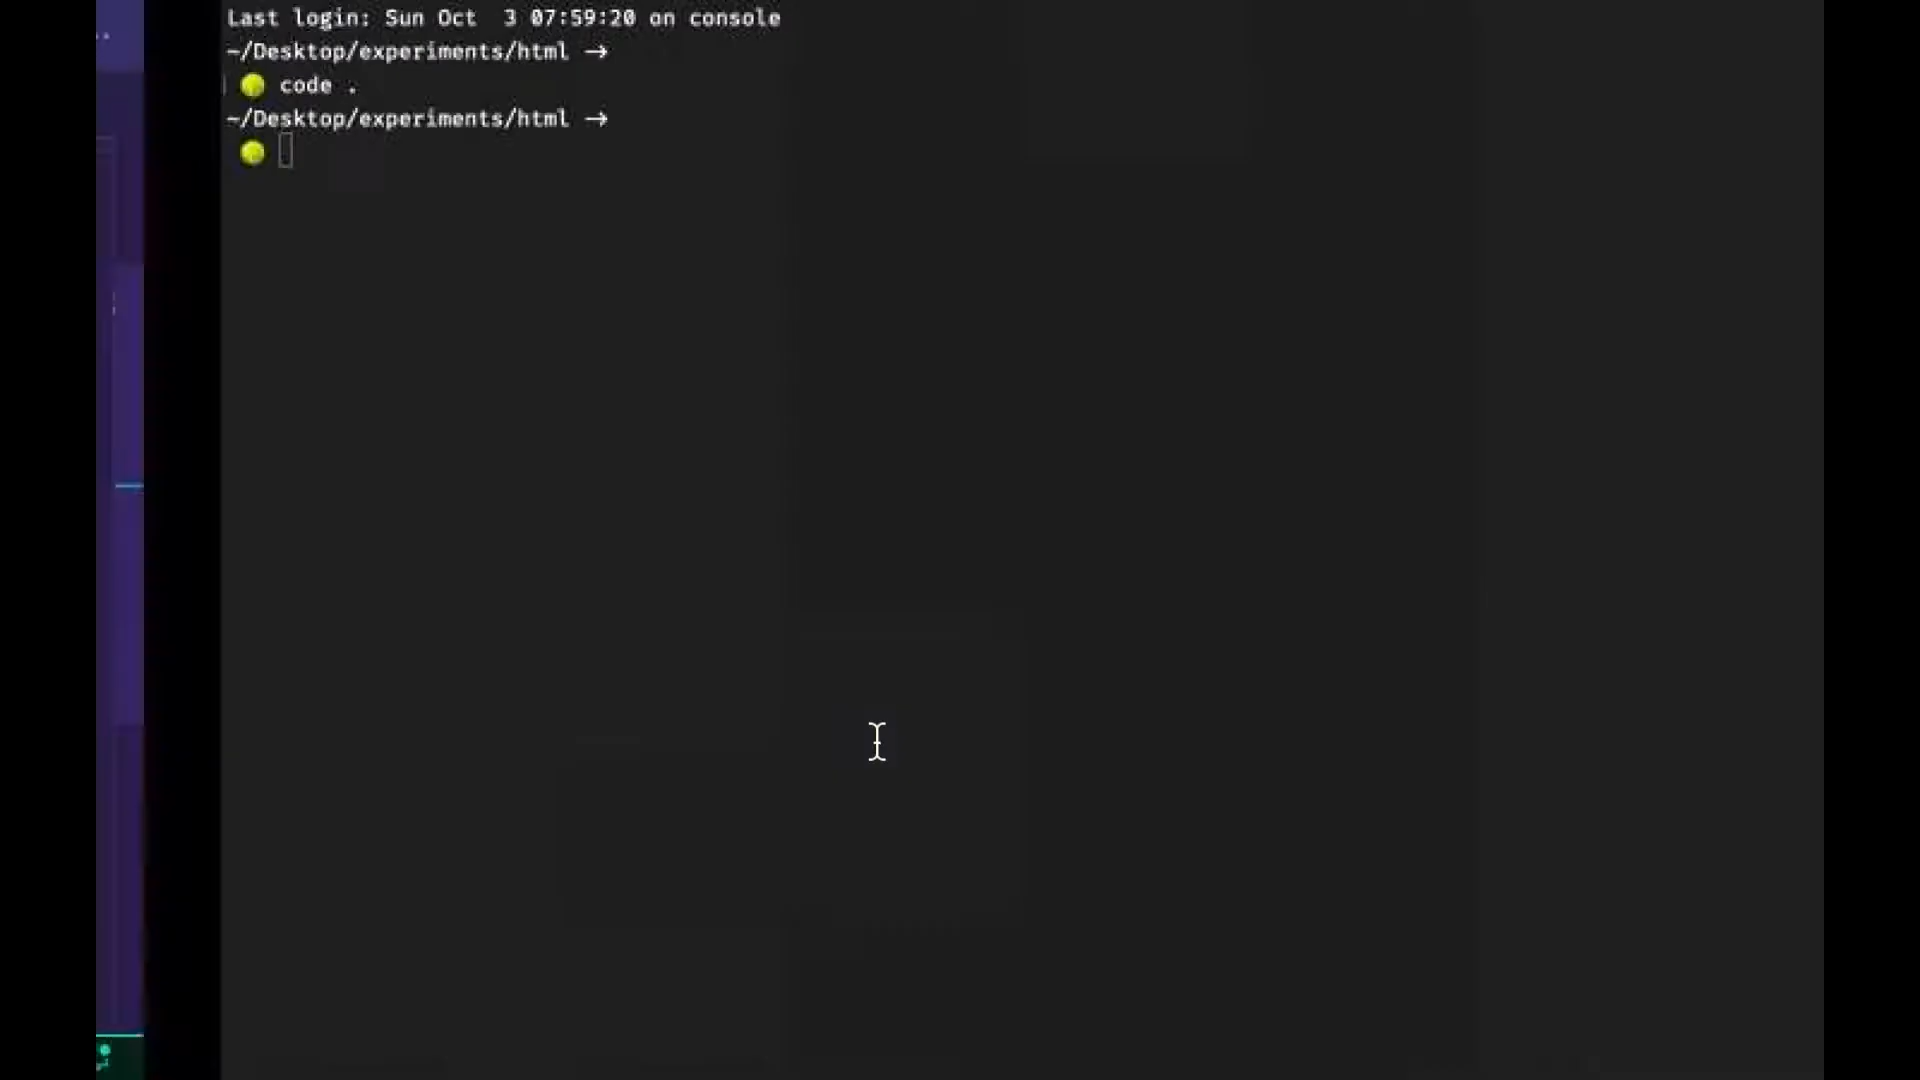 Last login: Sun Oct  3 07:59:20 on console
~/Desktop/experiments/html →
code .
~/Desktop/experiments/html →